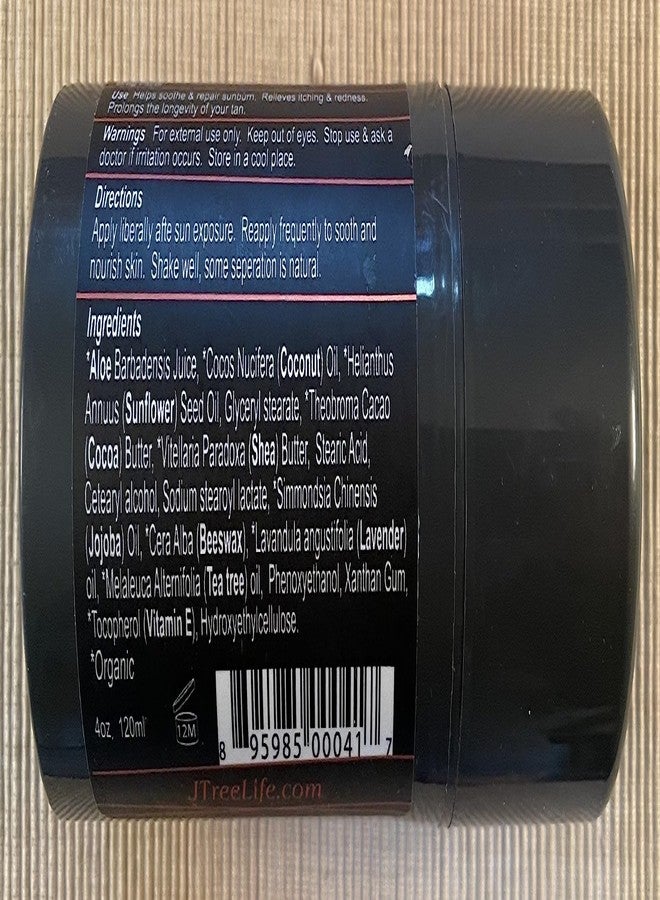 Use Helps soothe & repair sunburn. Relieves itching & redness.
Prolongs the longevity of your tan.
Warnings For external use only. Keep out of eyes. Stop use & ask a
doctor if irritation occurs. Store in a cool place.
Directions
Apply liberally afte sun exposure. Reapply frequently to sooth and
nourish skin. Shake well, some seperation is natural.
Ingredients
*Aloe Barbadensis Juice, *Cocos Nucifera (Coconut) Oil, *Helianthus
Annuus (Sunflower) Seed Oil, Glyceryl stearate, *Theobroma Cacao
(Cocoa) Butter, *Vitellaria Paradoxa (Shea) Butter, Stearic Acid,
Cetearyl alcohol, Sodium stearoyl lactate, *Simmondsia Chinensis
(Jojoba) Oil, *Cera Alba (Beeswax), *Lavandula angustifolia (Lavender)
oil, *Melaleuca Alternifolia (Tea tree) oil, Phenoxyethanol, Xanthan Gum,
*Tocopherol (Vitamin E), Hydroxyethylcellulose.
*Organic
4oz, 120ml
12M
8 95985 00041 7
JTreeLife.com